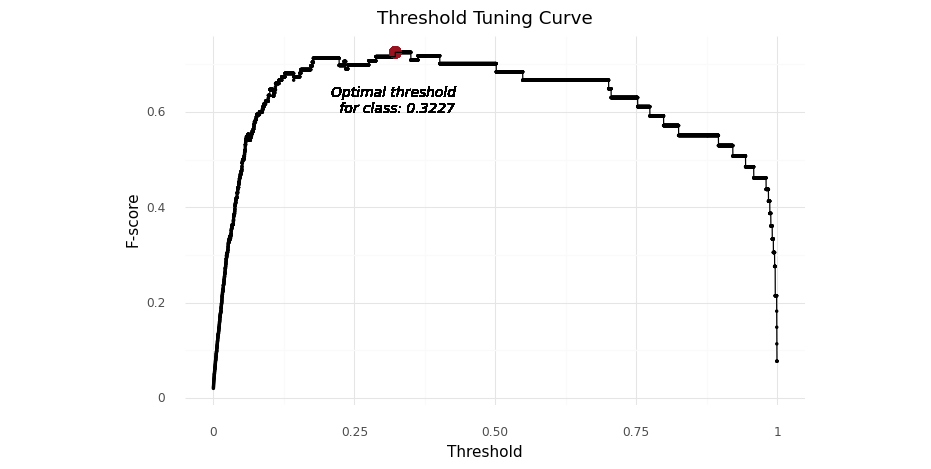 Threshold Tuning Curve
Optimal threshold
for class: 0.3227
F-score
0.6
0.4
0.2
0
0
0.25
0.50
0.75
1
Threshold